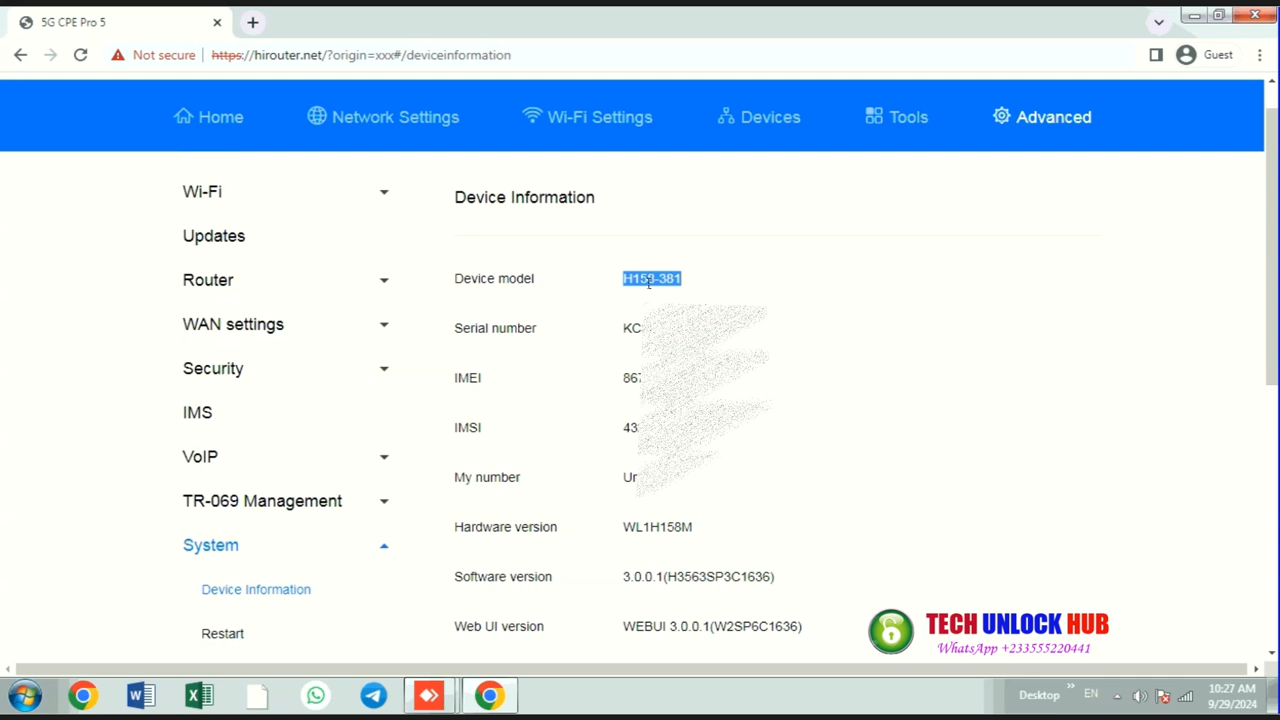 5G CPE Pro 5
Not secure https://hirouter.net/?origin=xxx#/deviceinformation Guest
Home Network Settings Wi-Fi Settings Devices Tools Advanced
Wi-Fi
Updates
Router
WAN settings
Security
IMS
VoIP
TR-069 Management
System
Device Information
Restart
Device Information
Device model H158-381
Serial number KC
IMEI 867
IMSI 43
My number Un
Hardware version WL1H158M
Software version 3.0.0.1(H3563SP3C1636)
Web UI version WEBUI 3.0.0.1(W2SP6C1636)
TECH UNLOCK HUB
WhatsApp +233555220441
Desktop » EN 10:27 AM
9/29/2024